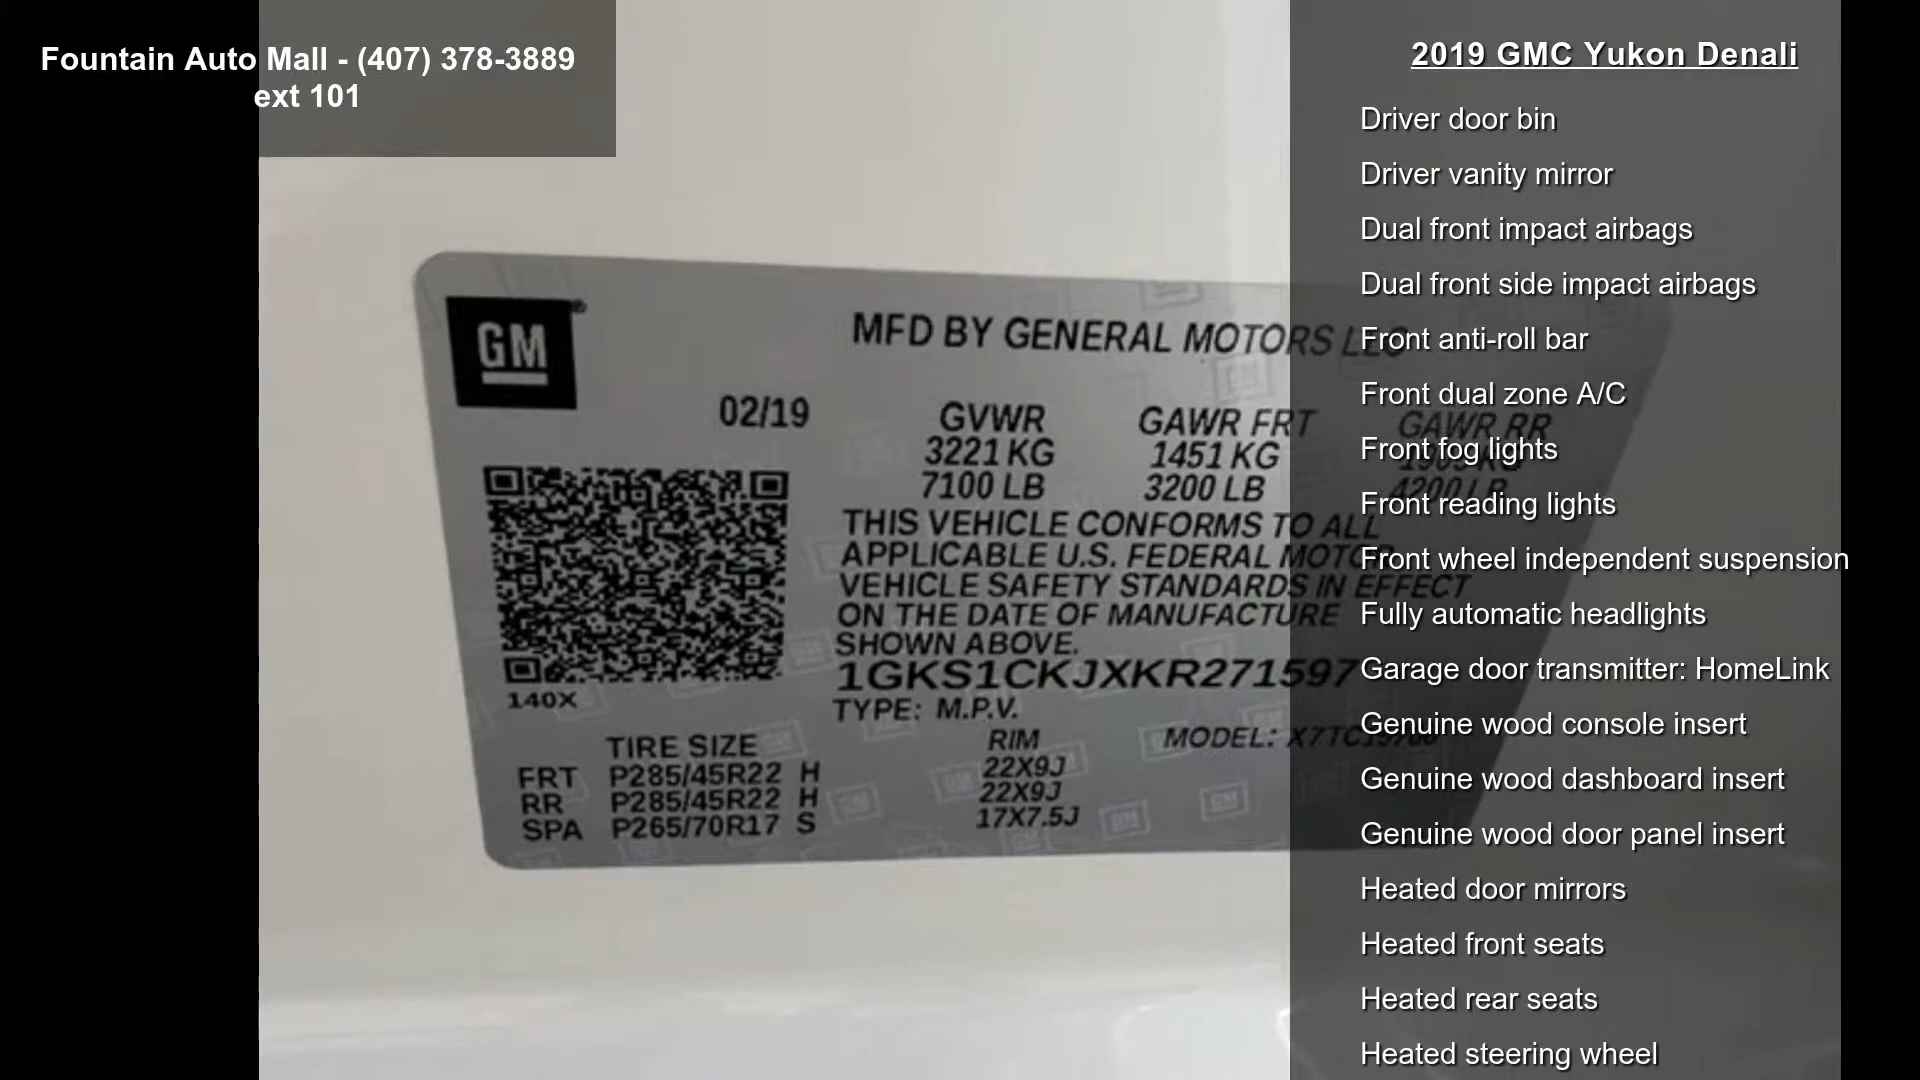 Fountain Auto Mall - (407) 378-3889
ext 101
2019 GMC Yukon Denali
Driver door bin
Driver vanity mirror
Dual front impact airbags
Dual front side impact airbags
Front anti-roll bar
Front dual zone A/C
Front fog lights
Front reading lights
Front wheel independent suspension
Fully automatic headlights
Garage door transmitter: HomeLink
Genuine wood console insert
Genuine wood dashboard insert
Genuine wood door panel insert
Heated door mirrors
Heated front seats
Heated rear seats
Heated steering wheel
GM
MFD BY GENERAL MOTORS LLC
02/19
GVWR GAWR FRT GAWR RR
3221 KG 1451 KG
7100 LB 3200 LB 4200 LB
THIS VEHICLE CONFORMS TO ALL
APPLICABLE U.S. FEDERAL MOTOR
VEHICLE SAFETY STANDARDS IN EFFECT
ON THE DATE OF MANUFACTURE
SHOWN ABOVE.
1GKS1CKJXKR271597
140X
TYPE: M.P.V.
TIRE SIZE RIM MODEL:
FRT P285/45R22 H 22X9J
RR P285/45R22 H 22X9J
SPA P265/70R17 S 17X7.5J